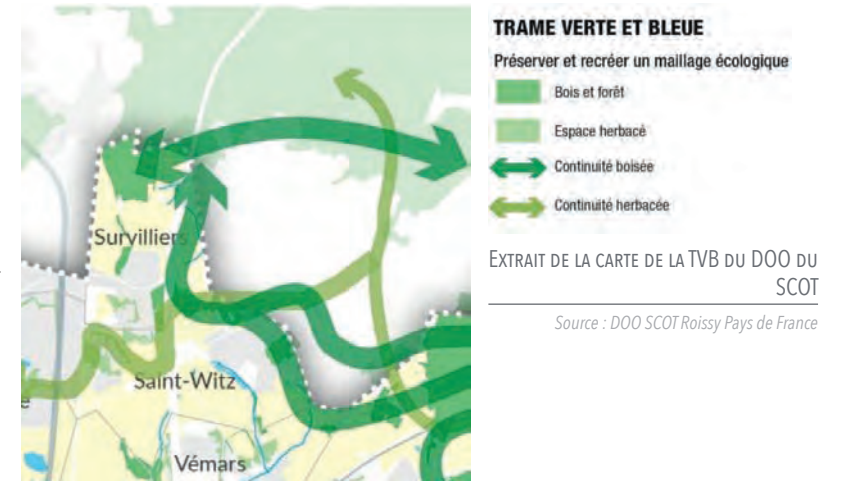 TRAME VERTE ET BLEUE
Préserver et recréer un maillage écologique
Bois et forêt
Espace herbacé
Continuité boisée
Continuité herbacée
EXTRAIT DE LA CARTE DE LA TVB DU DOO DU
SCOT
Source : DOO SCOT Roissy Pays de France
Survilliers
Saint-Witz
Vémars